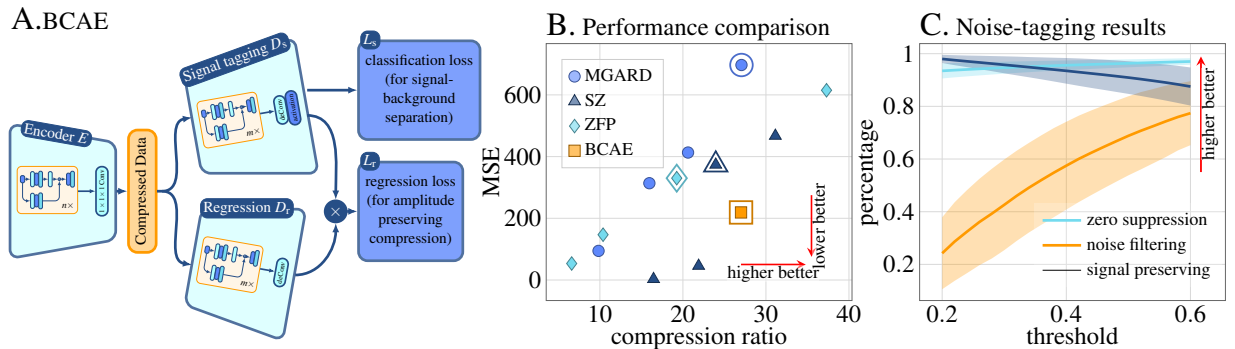 A. BCAE
Encoder E
n×
1 × 1 × 1 Conv
Compressed Data
Signal tagging Dₛ
m×
deConv
activation
Regression Dᵣ
m×
deConv
×
Lₛ
classification loss
(for signal-
background
separation)
Lᵣ
regression loss
(for amplitude
preserving
compression)
B. Performance comparison
MGARD
SZ
ZFP
BCAE
MSE
600
400
200
0
higher better
lower better
10
20
30
40
compression ratio
C. Noise-tagging results
percentage
1
0.8
0.6
0.4
0.2
higher better
zero suppression
noise filtering
signal preserving
0.2
0.4
0.6
threshold